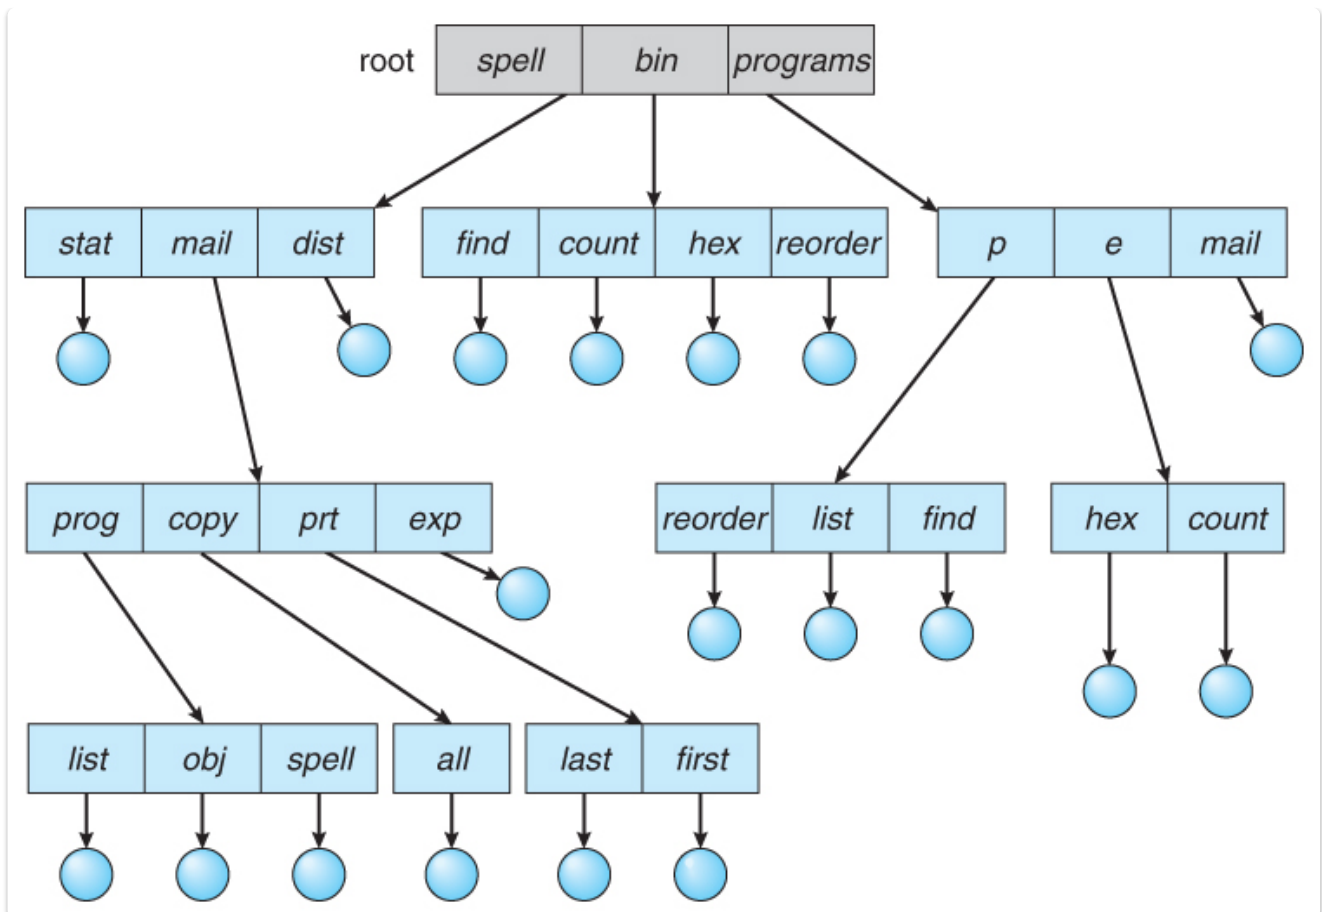 root spell bin programs
stat mail dist find count hex reorder p e mail
prog copy prt exp reorder list find hex count
list obj spell all last first